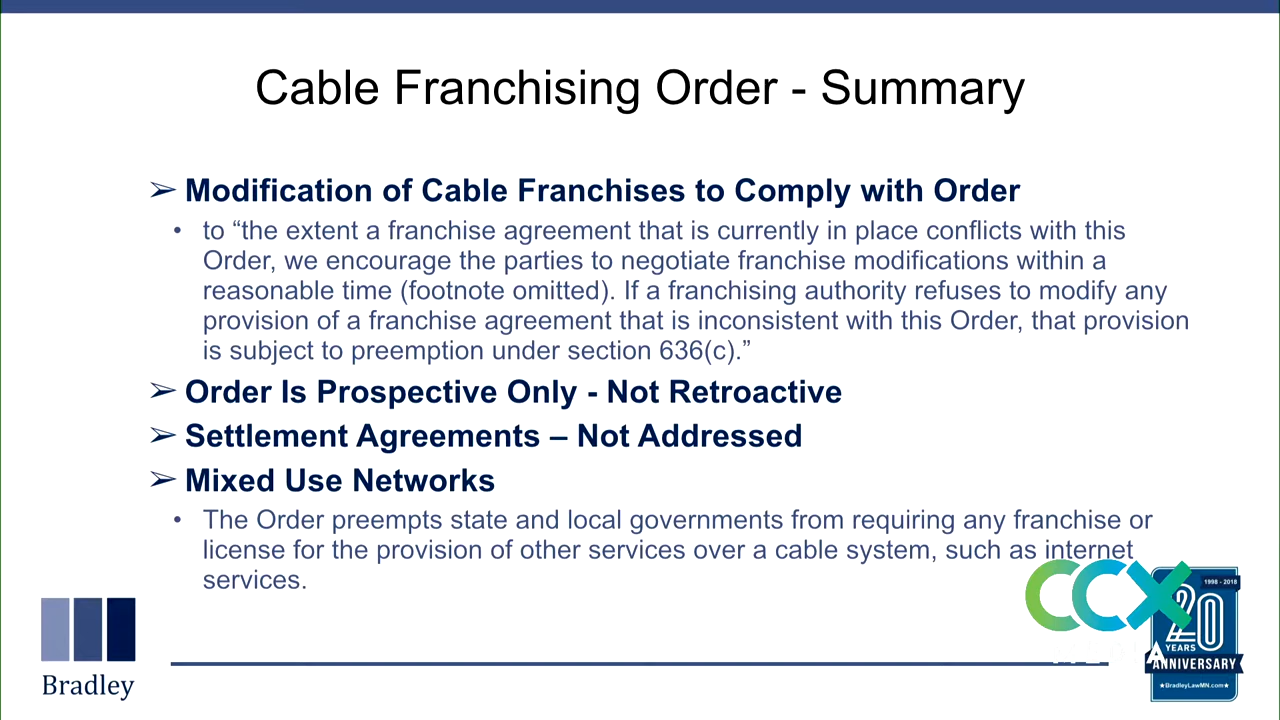 Cable Franchising Order - Summary
➢ Modification of Cable Franchises to Comply with Order
• to “the extent a franchise agreement that is currently in place conflicts with this
Order, we encourage the parties to negotiate franchise modifications within a
reasonable time (footnote omitted). If a franchising authority refuses to modify any
provision of a franchise agreement that is inconsistent with this Order, that provision
is subject to preemption under section 636(c).”
➢ Order Is Prospective Only - Not Retroactive
➢ Settlement Agreements – Not Addressed
➢ Mixed Use Networks
• The Order preempts state and local governments from requiring any franchise or
license for the provision of other services over a cable system, such as internet
services.
Bradley
CCX
1998 - 2018
20
YEARS
ANNIVERSARY
★BradleyLawMN.com★